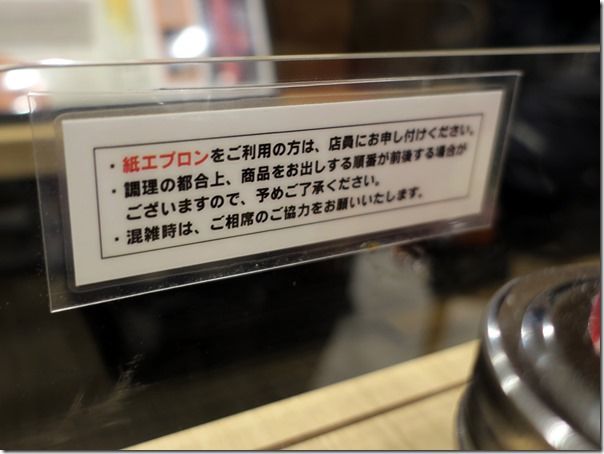 ・紙エプロンをご利用の方は、店員にお申し付けください。
・調理の都合上、商品をお出しする順番が前後する場合が
ございますので、予めご了承ください。
・混雑時は、ご相席のご協力をお願いいたします。